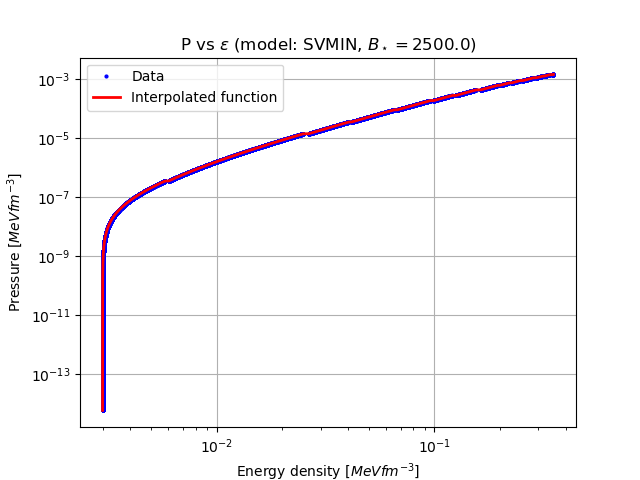 P vs ε (model: SVMIN, B⋆ = 2500.0)
Data
Interpolated function
10⁻³
10⁻⁵
10⁻⁷
10⁻⁹
10⁻¹¹
10⁻¹³
Pressure [MeVfm⁻³]
10⁻² 10⁻¹
Energy density [MeVfm⁻³]